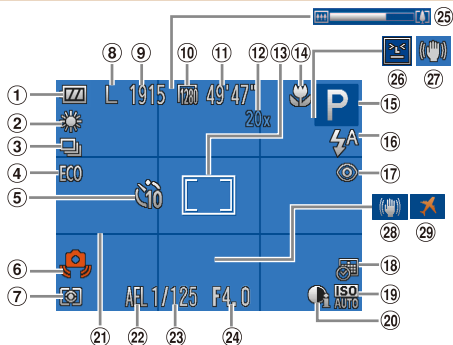 25
8 9 10 11 12 13 14
26 27
1 L 1915 1280 49'47" P 15
2 20x
3 A 16
4 ECO 17
5 10
28 29
6 18
7 AEL 1/125 F4.0 ISO AUTO 19
i 20
21 22 23 24